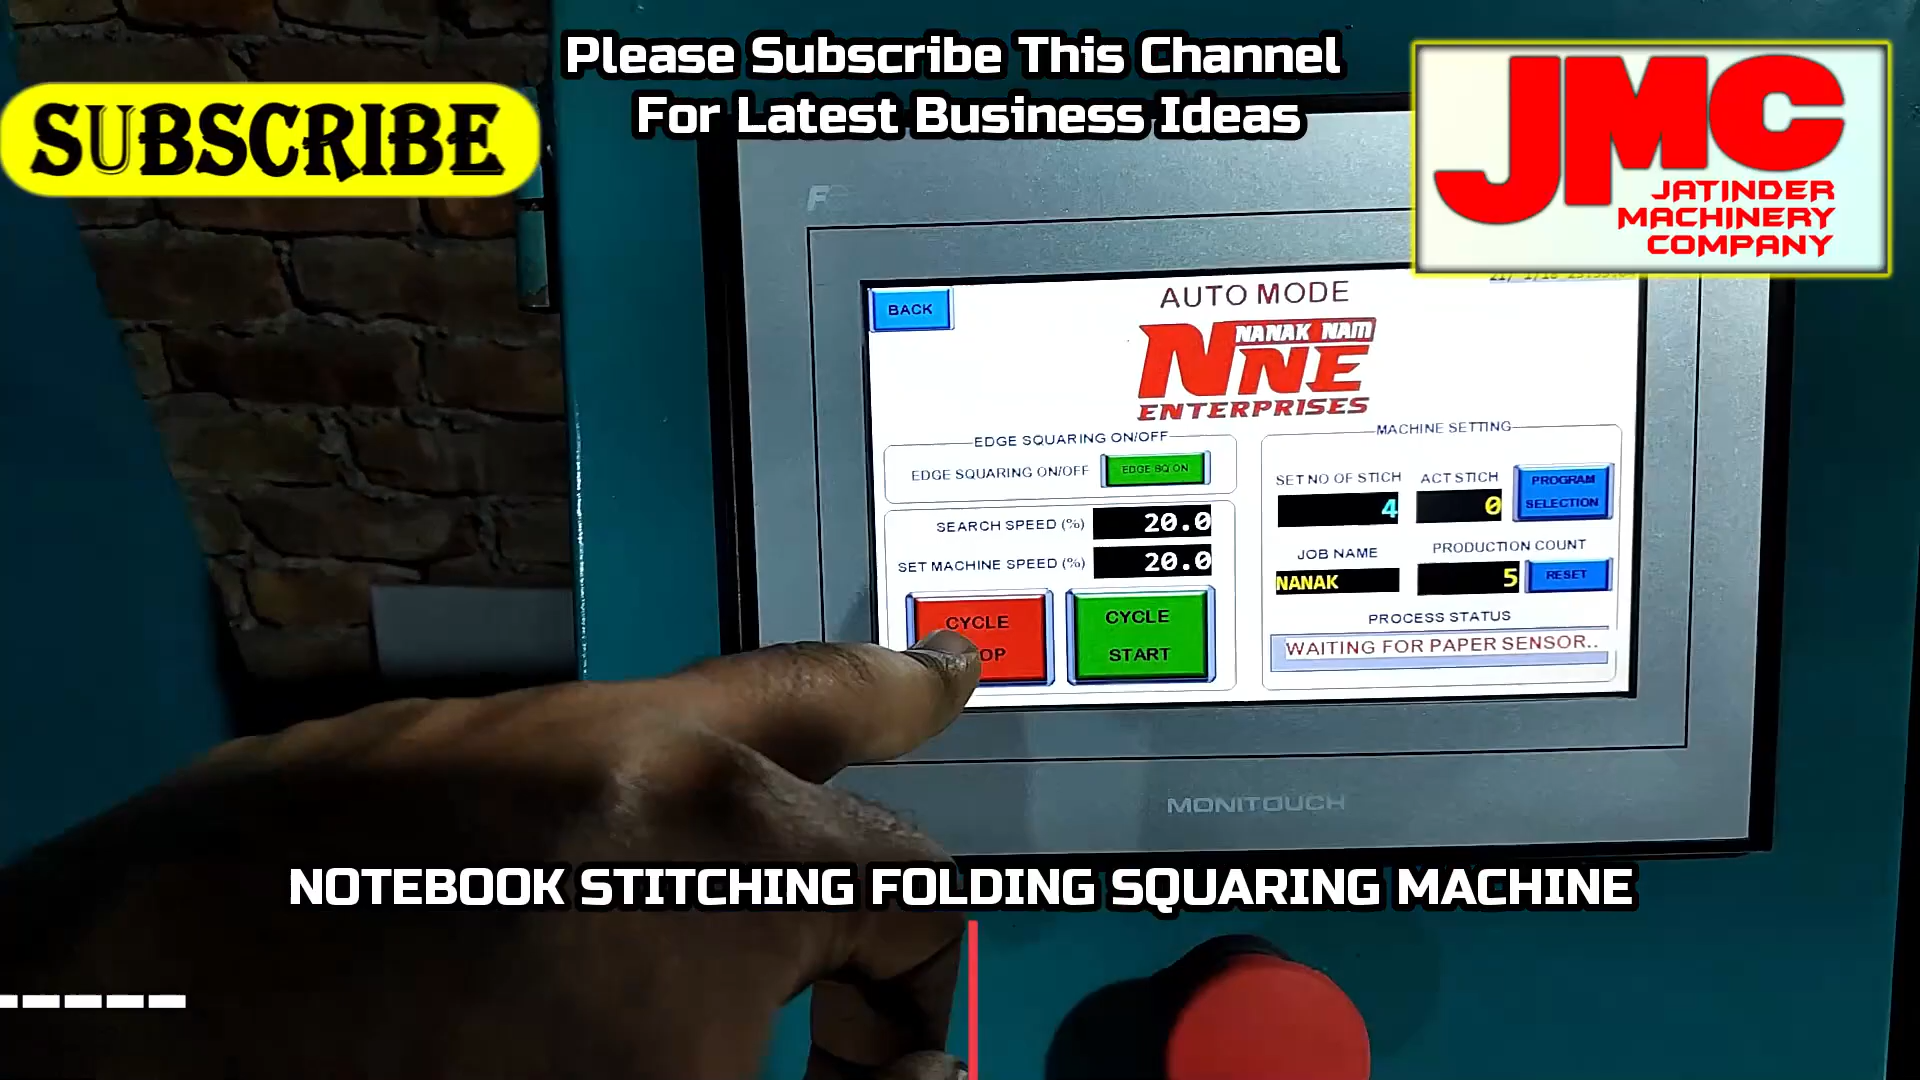 Please Subscribe This Channel
For Latest Business Ideas
SUBSCRIBE
JMC
JATINDER
MACHINERY
COMPANY
BACK
AUTO MODE
NANAK NAM
NNE
ENTERPRISES
EDGE SQUARING ON/OFF
EDGE SQUARING ON/OFF
EDGE SQ ON
SEARCH SPEED (%)
20.0
SET MACHINE SPEED (%)
20.0
CYCLE
CYCLE
START
MACHINE SETTING
SET NO OF STICH
4
ACT STICH
0
PROGRAM
SELECTION
JOB NAME
NANAK
PRODUCTION COUNT
5
RESET
PROCESS STATUS
WAITING FOR PAPER SENSOR..
MONITOUCH
NOTEBOOK STITCHING FOLDING SQUARING MACHINE